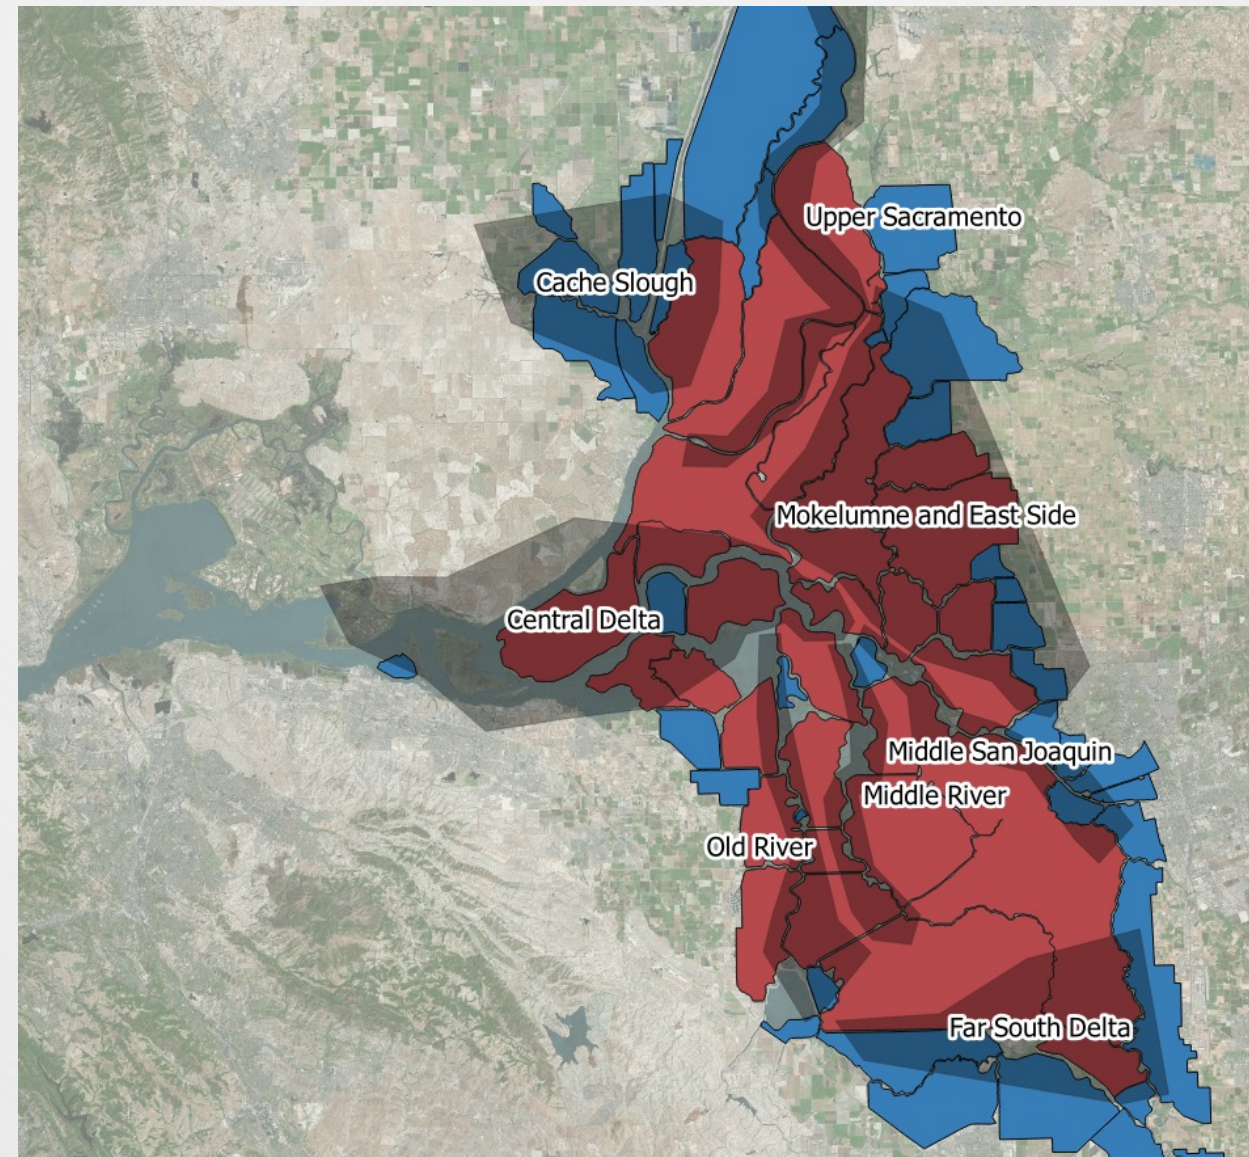 Upper Sacramento
Cache Slough
Mokelumne and East Side
Central Delta
Middle San Joaquin
Middle River
Old River
Far South Delta